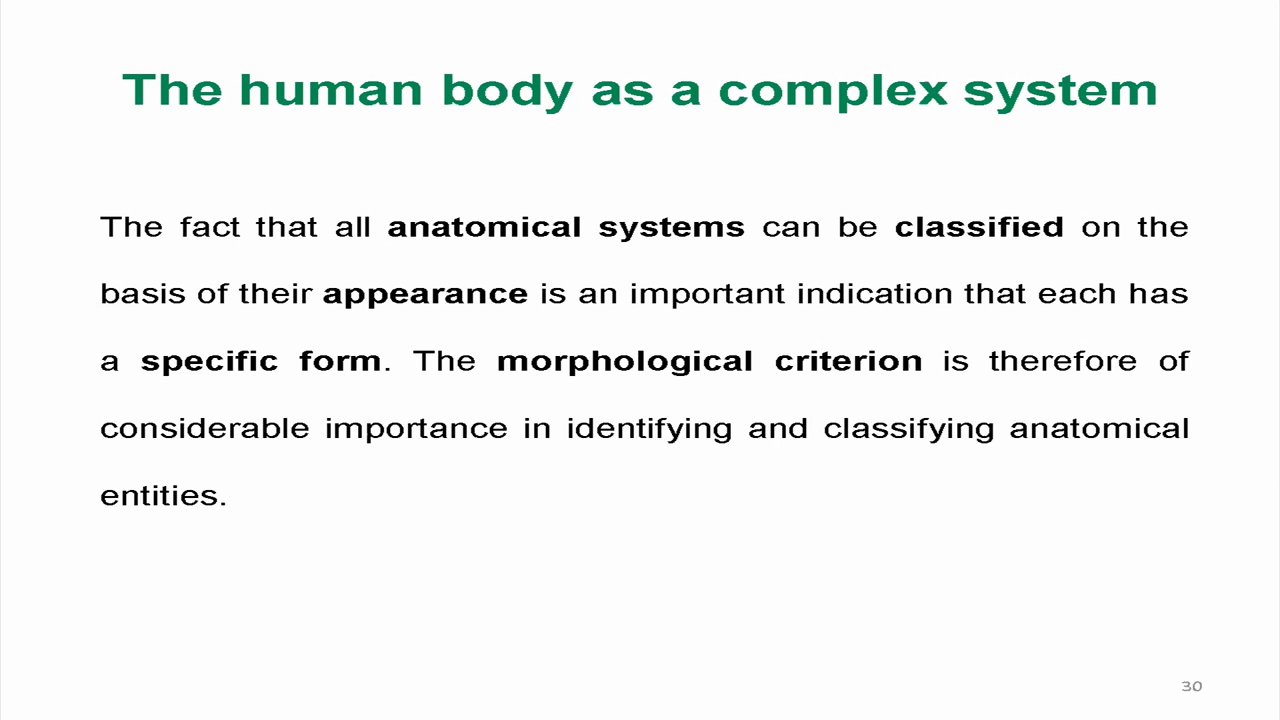 The human body as a complex system
The fact that all anatomical systems can be classified on the
basis of their appearance is an important indication that each has
a specific form. The morphological criterion is therefore of
considerable importance in identifying and classifying anatomical
entities.
30